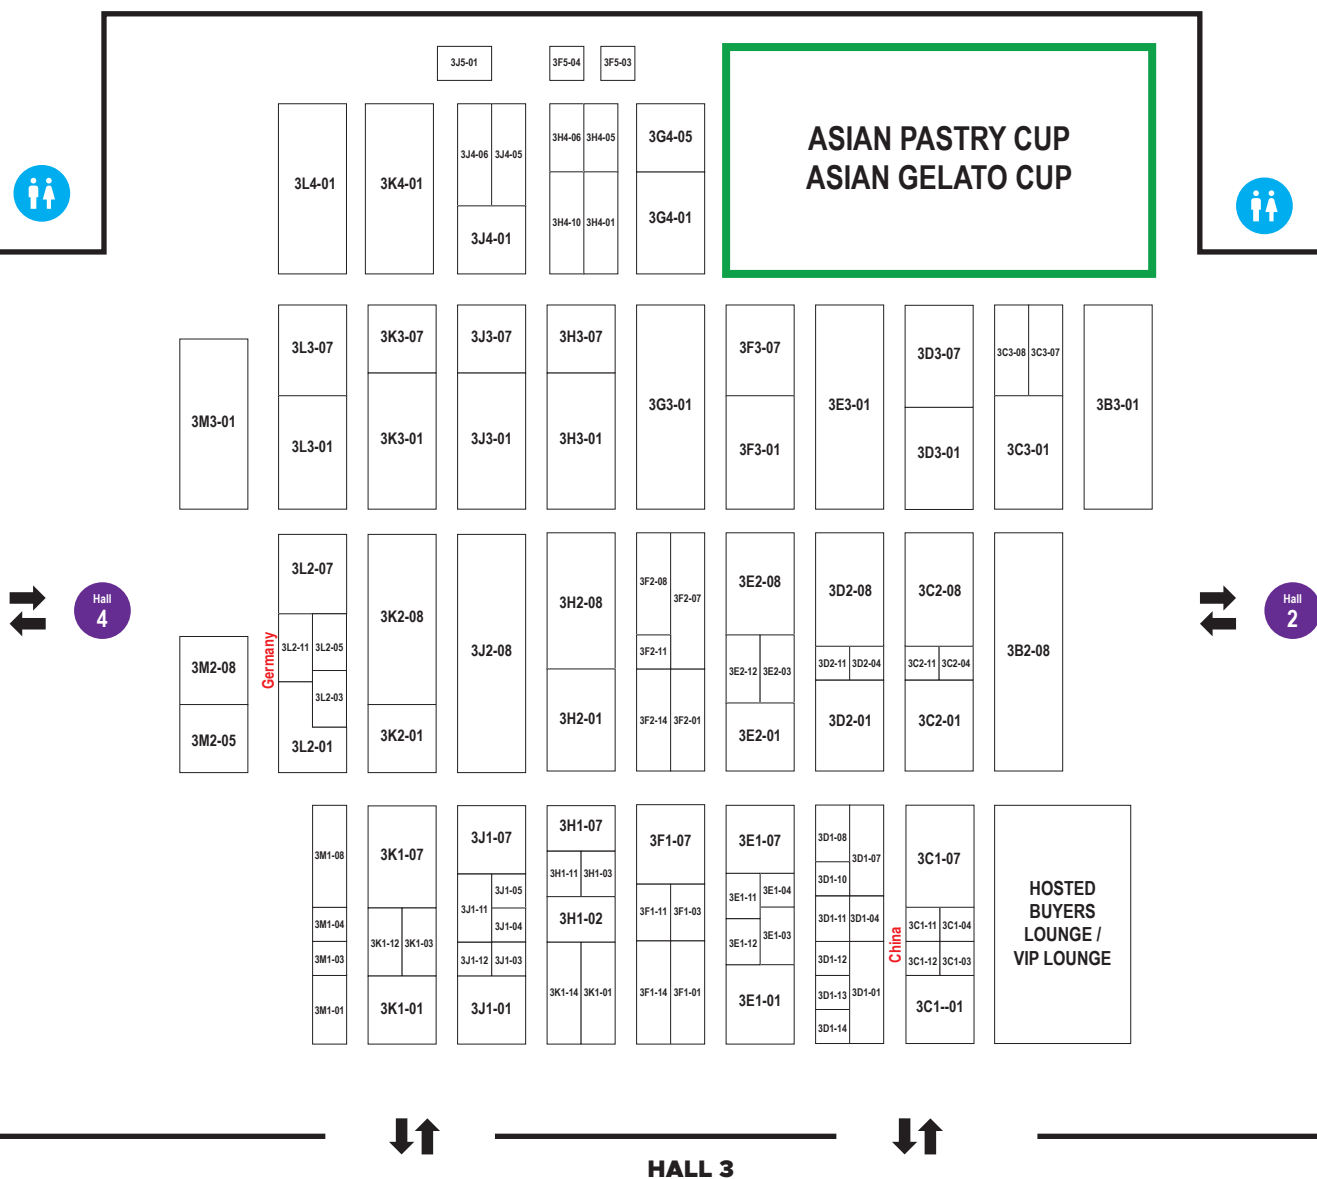 3J5-01
3F5-04
3F5-03
ASIAN PASTRY CUP
ASIAN GELATO CUP
3L4-01
3K4-01
3J4-06
3J4-05
3J4-01
3H4-06
3H4-05
3H4-10
3H4-01
3G4-05
3G4-01
3M3-01
3L3-07
3L3-01
3K3-07
3K3-01
3J3-07
3J3-01
3H3-07
3H3-01
3G3-01
3F3-07
3F3-01
3E3-01
3D3-07
3D3-01
3C3-08
3C3-07
3C3-01
3B3-01
Hall
4
Hall
2
3M2-08
3M2-05
Germany
3L2-07
3L2-11
3L2-05
3L2-03
3L2-01
3K2-08
3K2-01
3J2-08
3H2-08
3H2-01
3F2-08
3F2-07
3F2-11
3F2-14
3F2-01
3E2-08
3E2-12
3E2-03
3E2-01
3D2-08
3D2-11
3D2-04
3D2-01
3C2-08
3C2-11
3C2-04
3C2-01
3B2-08
3M1-08
3M1-04
3M1-03
3M1-01
3K1-07
3K1-12
3K1-03
3K1-01
3J1-07
3J1-05
3J1-11
3J1-04
3J1-12
3J1-03
3J1-01
3H1-07
3H1-11
3H1-03
3H1-02
3K1-14
3K1-01
3F1-07
3F1-11
3F1-03
3F1-14
3F1-01
3E1-07
3E1-11
3E1-04
3E1-12
3E1-03
3E1-01
3D1-08
3D1-07
3D1-10
3D1-11
3D1-04
3D1-12
3D1-13
3D1-01
3D1-14
China
3C1-07
3C1-11
3C1-04
3C1-12
3C1-03
3C1--01
HOSTED
BUYERS
LOUNGE /
VIP LOUNGE
HALL 3